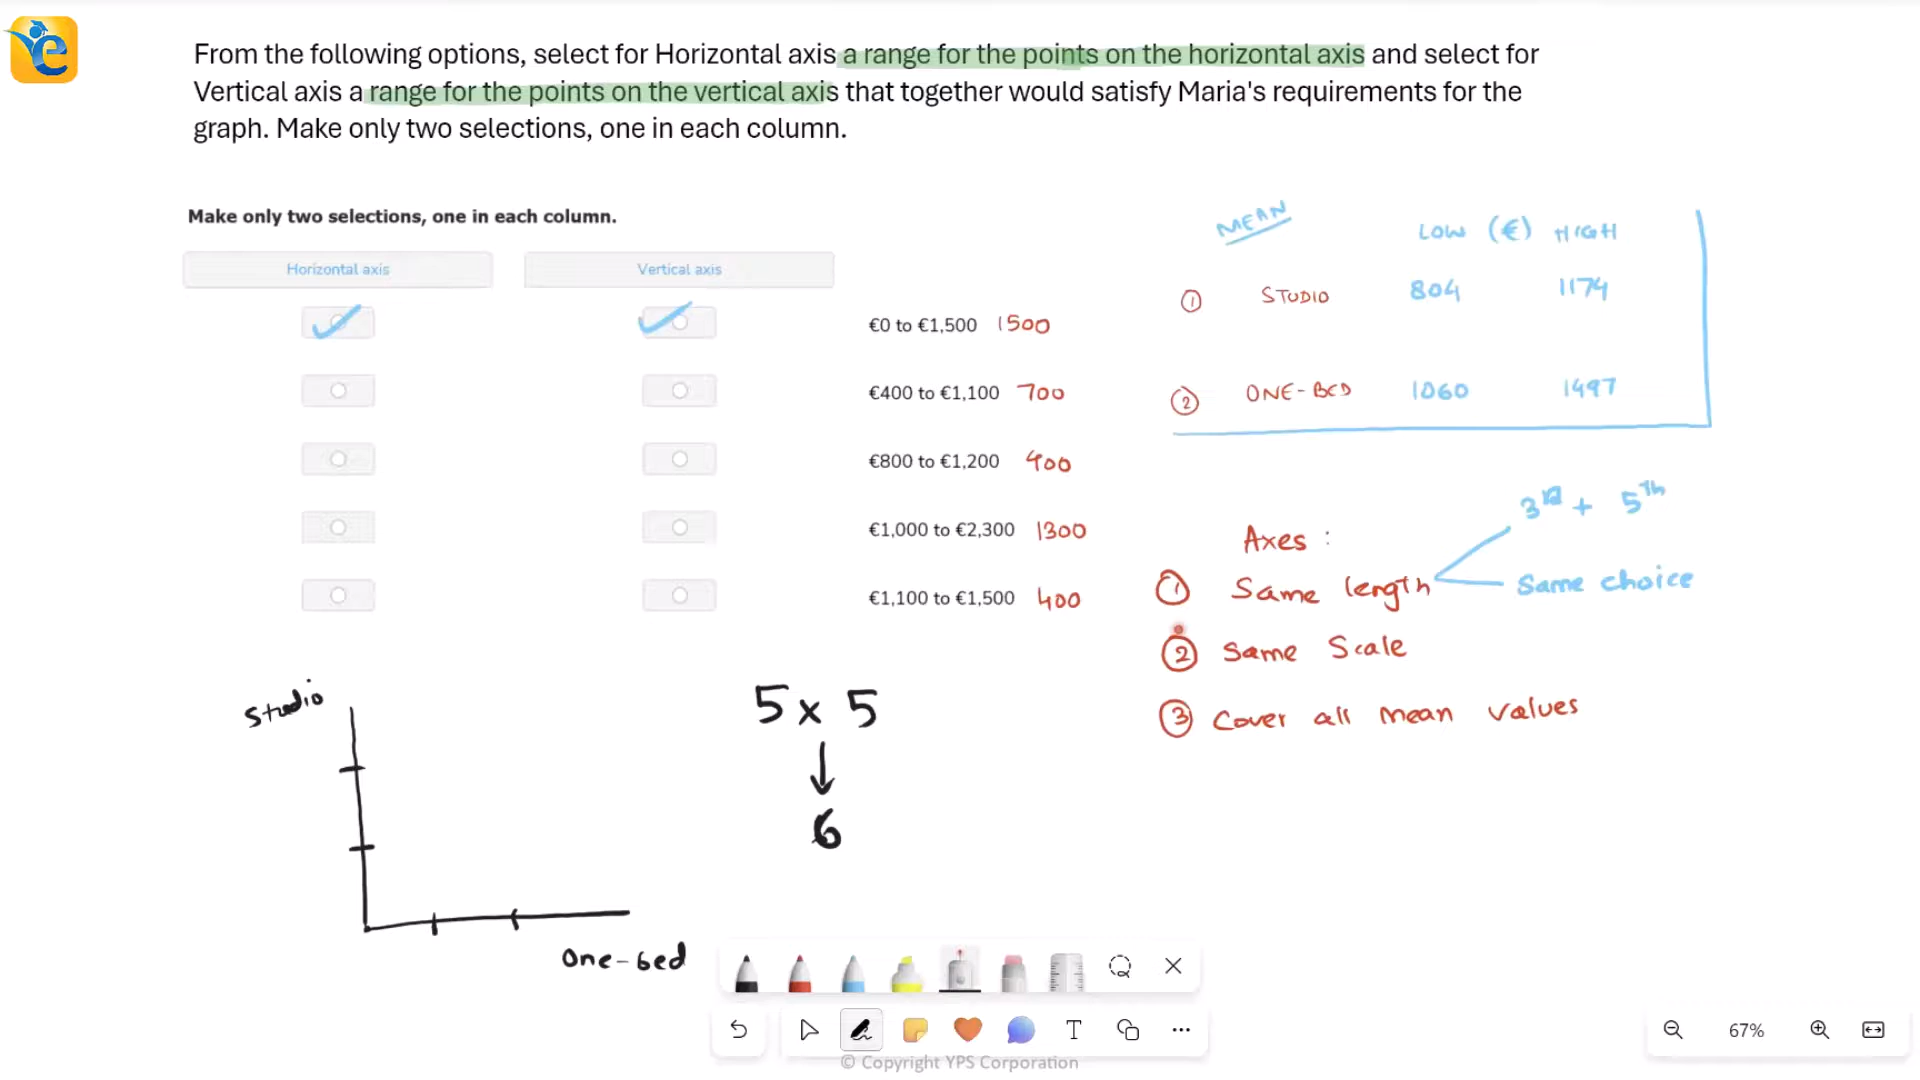 From the following options, select for Horizontal axis a range for the points on the horizontal axis and select for
Vertical axis a range for the points on the vertical axis that together would satisfy Maria's requirements for the
graph. Make only two selections, one in each column.
Make only two selections, one in each column.
Horizontal axis
Vertical axis
€0 to €1,500 1500
€400 to €1,100 700
€800 to €1,200 400
€1,000 to €2,300 1300
€1,100 to €1,500 400
MEAN LOW (€) HIGH
1 STUDIO 804 1174
2 ONE-BED 1060 1497
3rd + 5th
Axes :
1 Same length
Same choice
2 Same Scale
3 Cover all mean values
Studio
One-bed
5 x 5
6
67%
© Copyright YPS Corporation